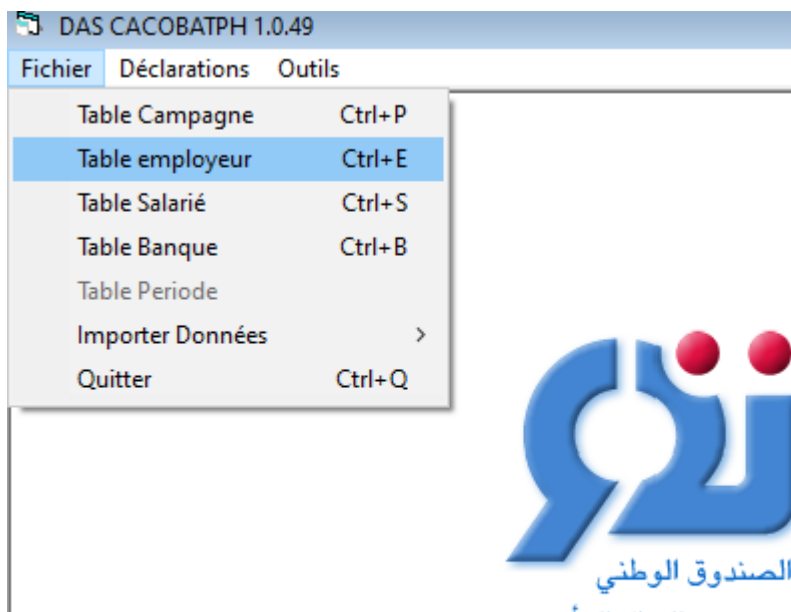 DAS CACOBATPH 1.0.49
Fichier Déclarations Outils
Table Campagne Ctrl+P
Table employeur Ctrl+E
Table Salarié Ctrl+S
Table Banque Ctrl+B
Table Periode
Importer Données >
Quitter Ctrl+Q
الصندوق الوطني